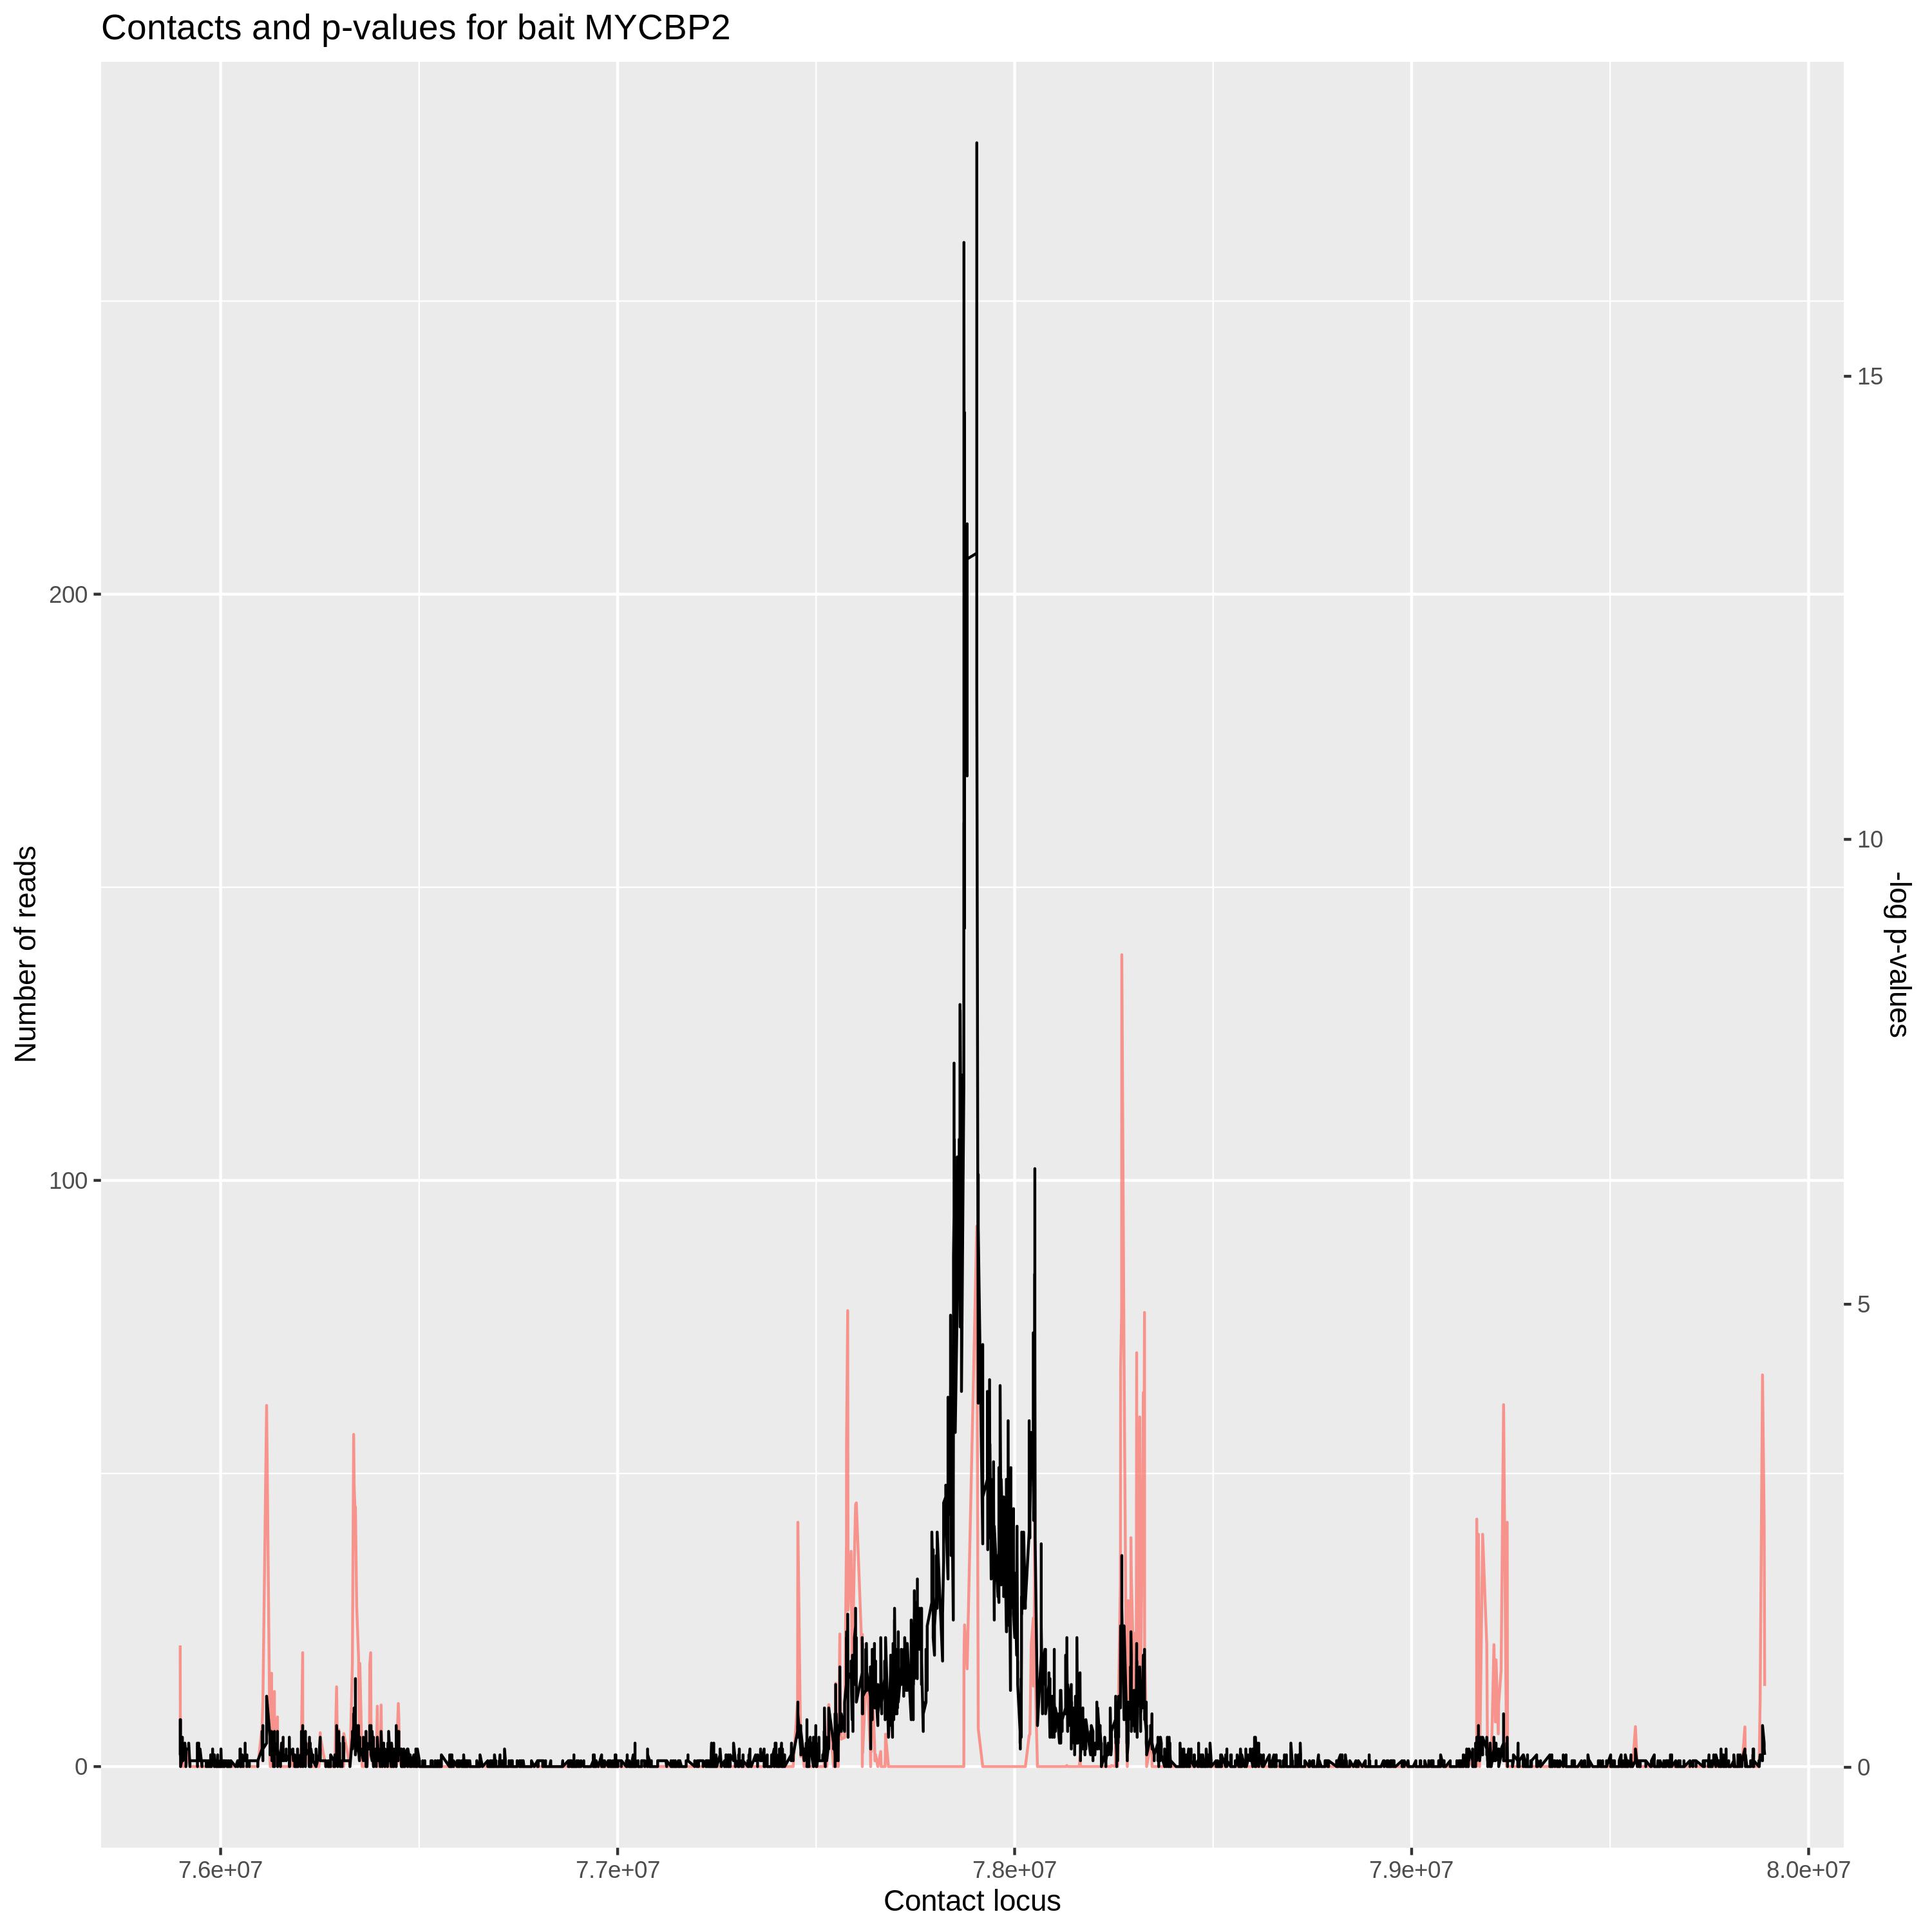 Contacts and p-values for bait MYCBP2
Number of reads
200
100
0
15
10
5
0
-log p-values
7.6e+07 7.7e+07 7.8e+07 7.9e+07 8.0e+07
Contact locus